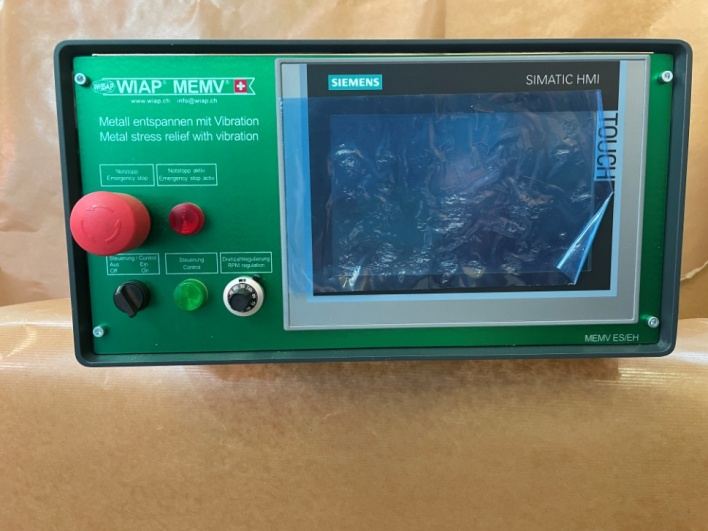 WIAP WIAP® MEMV®
www.wiap.ch info@wiap.ch
Metall entspannen mit Vibration
Metal stress relief with vibration
Notstopp
Emergency stop
Notstopp aktiv
Emergency stop activ
Steuerung / Control
Aus Ein
Off On
Steuerung
Control
Drehzahlregulierung
RPM regulation
SIEMENS
SIMATIC HMI
TOUCH
MEMV ES/EH